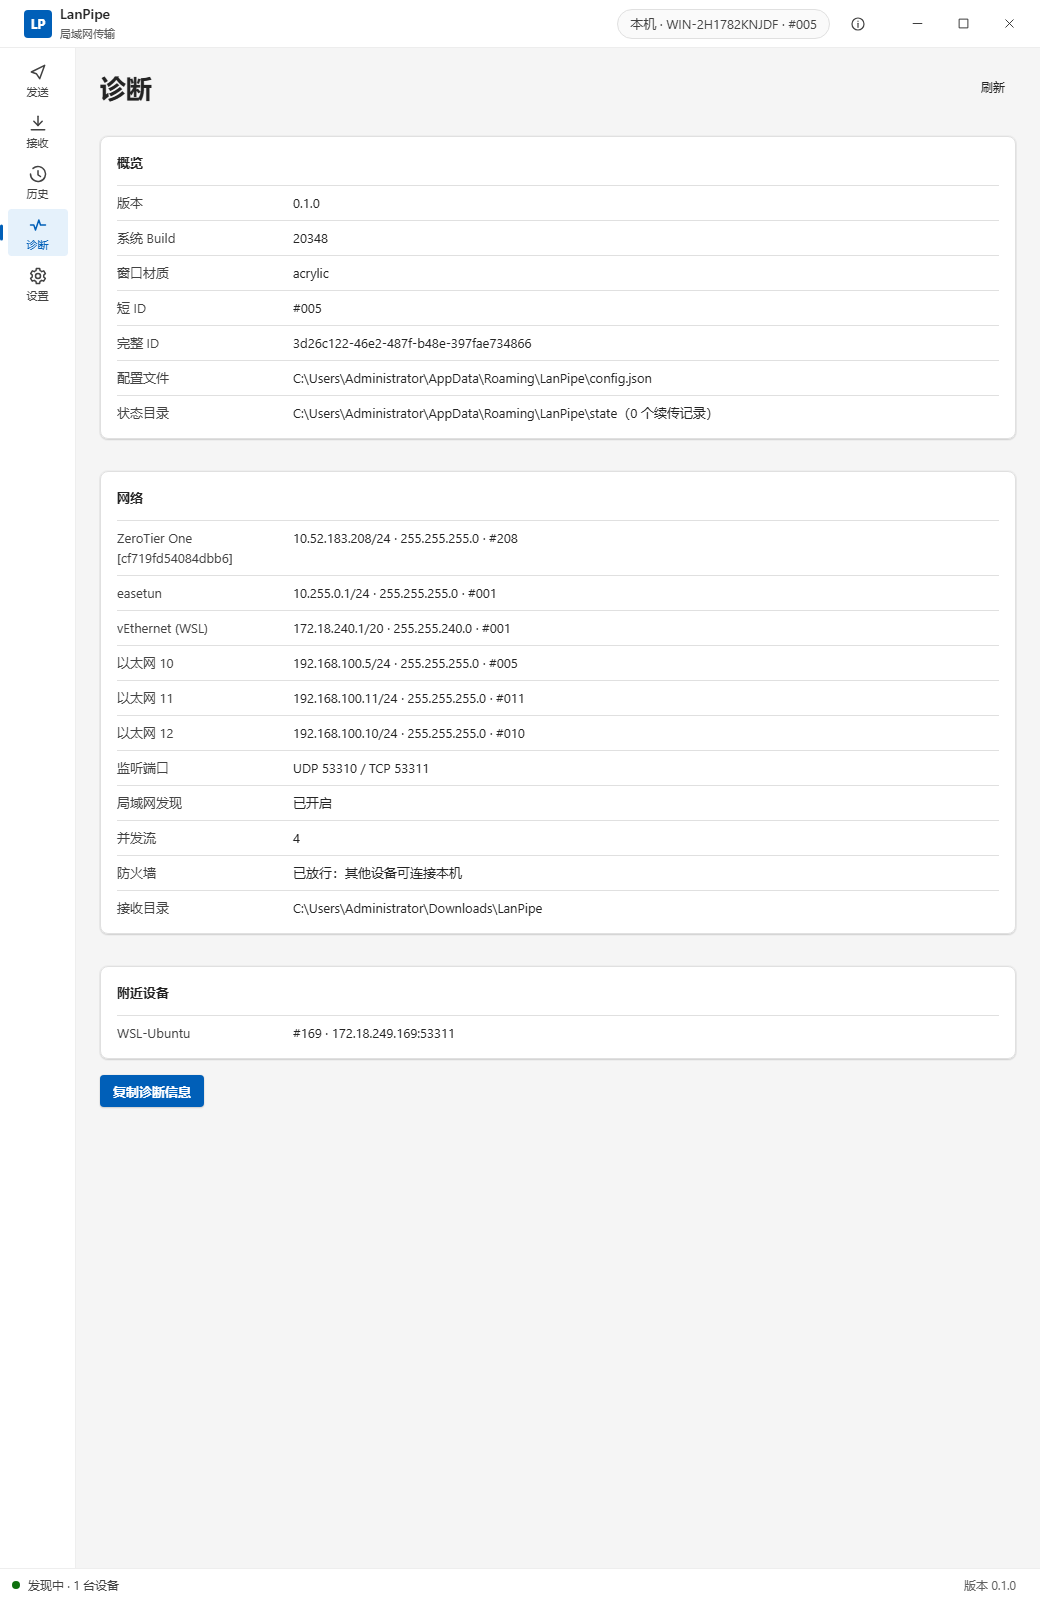 LP
LanPipe
局域网传输
本机 · WIN-2H1782KNJDF · #005
发送
接收
历史
诊断
设置
诊断
刷新
概览
版本 0.1.0
系统 Build 20348
窗口材质 acrylic
短 ID #005
完整 ID 3d26c122-46e2-487f-b48e-397fae734866
配置文件 C:\Users\Administrator\AppData\Roaming\LanPipe\config.json
状态目录 C:\Users\Administrator\AppData\Roaming\LanPipe\state（0 个续传记录）
网络
ZeroTier One 10.52.183.208/24 · 255.255.255.0 · #208
[cf719fd54084dbb6]
easetun 10.255.0.1/24 · 255.255.255.0 · #001
vEthernet (WSL) 172.18.240.1/20 · 255.255.240.0 · #001
以太网 10 192.168.100.5/24 · 255.255.255.0 · #005
以太网 11 192.168.100.11/24 · 255.255.255.0 · #011
以太网 12 192.168.100.10/24 · 255.255.255.0 · #010
监听端口 UDP 53310 / TCP 53311
局域网发现 已开启
并发流 4
防火墙 已放行：其他设备可连接本机
接收目录 C:\Users\Administrator\Downloads\LanPipe
附近设备
WSL-Ubuntu #169 · 172.18.249.169:53311
复制诊断信息
发现中 · 1 台设备
版本 0.1.0